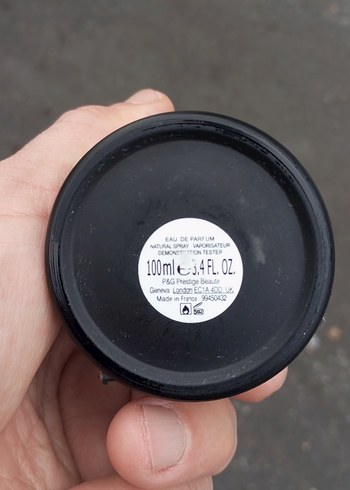 EAU DE PARFUM
NATURAL SPRAY VAPORISATEUR
DEMONSTRATION TESTER
100ml ℮ 3.4 FL. OZ.
P&G Prestige Beauté
Geneva London EC1A 4DD UK
Made in France 99450432